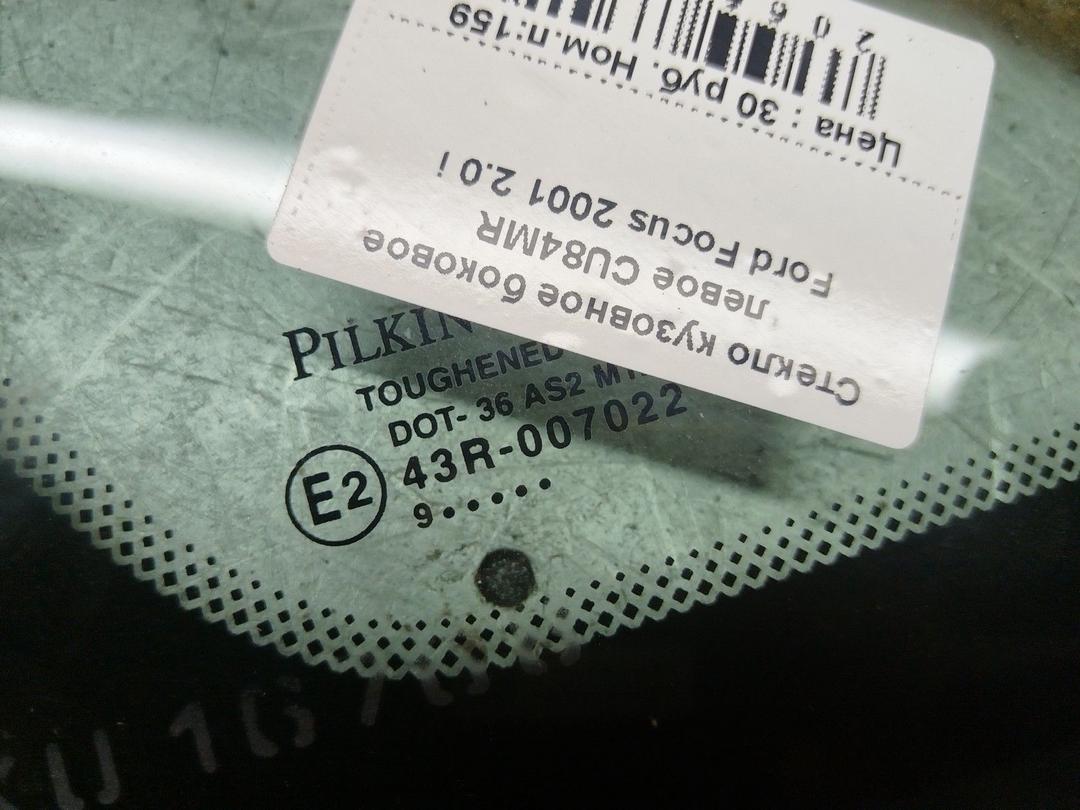 Стекло кузовное боковое
левое CU84MR
Ford Focus 2001 2.0 i
Цена : 30 руб. Ном.п:159
PILKIN
TOUGHENED
DOT- 36 AS2
43R-007022
E2
9•••••